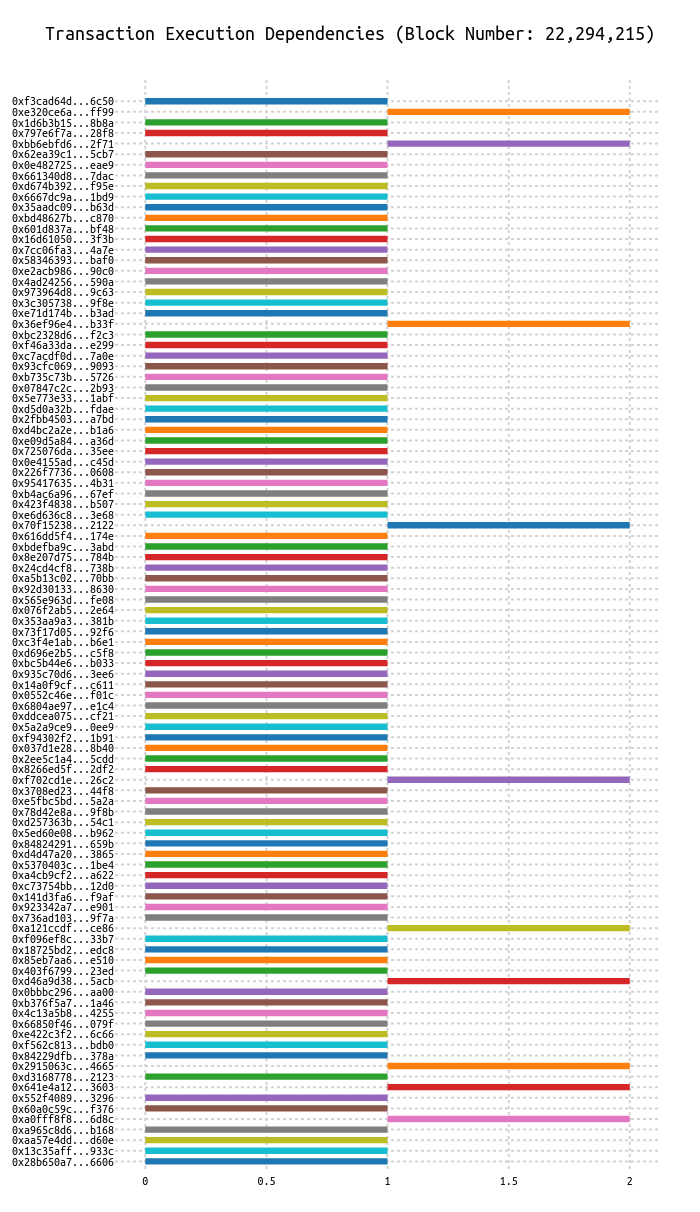 Transaction Execution Dependencies (Block Number: 22,294,215)
0xf3cad64d...6c50
0xe320ce6a...ff99
0x1d6b3b15...8b8a
0x797e6f7a...28f8
0xbb6ebfd6...2f71
0x62ea39c1...5cb7
0x0e482725...eae9
0x661340d8...7dac
0xd674b392...f95e
0x6667dc9a...1bd9
0x35aadc09...b63d
0xbd48627b...c870
0x601d837a...bf48
0x16d61050...3f3b
0x7cc06fa3...4a7e
0x58346393...baf0
0xe2acb986...90c0
0x4ad24256...590a
0x973964d8...9c63
0x3c305738...9f8e
0xe71d174b...b3ad
0x36ef96e4...b33f
0xbc2328d6...f2c3
0xf46a33da...e299
0xc7acdf0d...7a0e
0x93cfc069...9093
0xb735c73b...5726
0x07847c2c...2b93
0x5e773e33...1abf
0xd5d0a32b...fdae
0x2fbb4503...a7bd
0xd4bc2a2e...b1a6
0xe09d5a84...a36d
0x725076da...35ee
0x0e4155ad...c45d
0x226f7736...0608
0x95417635...4b31
0xb4ac6a96...67ef
0x423f4838...b507
0xe6d636c8...3e68
0x70f15238...2122
0x616dd5f4...174e
0xbdefba9c...3abd
0x8e207d75...784b
0x24cd4cf8...738b
0xa5b13c02...70bb
0x92d30133...8630
0x565e963d...fe08
0x076f2ab5...2e64
0x353aa9a3...381b
0x73f17d05...92f6
0xc3f4e1ab...b6e1
0xd696e2b5...c5f8
0xbc5b44e6...b033
0x935c70d6...3ee6
0x14a0f9cf...c611
0x0552c46e...f01c
0x6804ae97...e1c4
0xddcea075...cf21
0x5a2a9ce9...0ee9
0xf94302f2...1b91
0x037d1e28...8b40
0x2ee5c1a4...5cdd
0x8266ed5f...2df2
0xf702cd1e...26c2
0x3708ed23...44f8
0xe5fbc5bd...5a2a
0x78d42e8a...9f8b
0xd257363b...54c1
0x5ed60e08...b962
0x84824291...659b
0xd4d47a20...3865
0x5370403c...1be4
0xa4cb9cf2...a622
0xc73754bb...12d0
0x141d3fa6...f9af
0x923342a7...e901
0x736ad103...9f7a
0xa121ccdf...ce86
0xf096ef8c...33b7
0x18725bd2...edc8
0x85eb7aa6...e510
0x403f6799...23ed
0xd46a9d38...5acb
0x0bbbc296...aa00
0xb376f5a7...1a46
0x4c13a5b8...4255
0x66850f46...079f
0xe422c3f2...6c66
0xf562c813...bdb0
0x84229dfb...378a
0x2915063c...4665
0xd3168778...2123
0x641e4a12...3603
0x552f4089...3296
0x60a0c59c...f376
0xa0fff8f8...6d8c
0xa965c8d6...b168
0xaa57e4dd...d60e
0x13c35aff...933c
0x28b650a7...6606
0 0.5 1 1.5 2